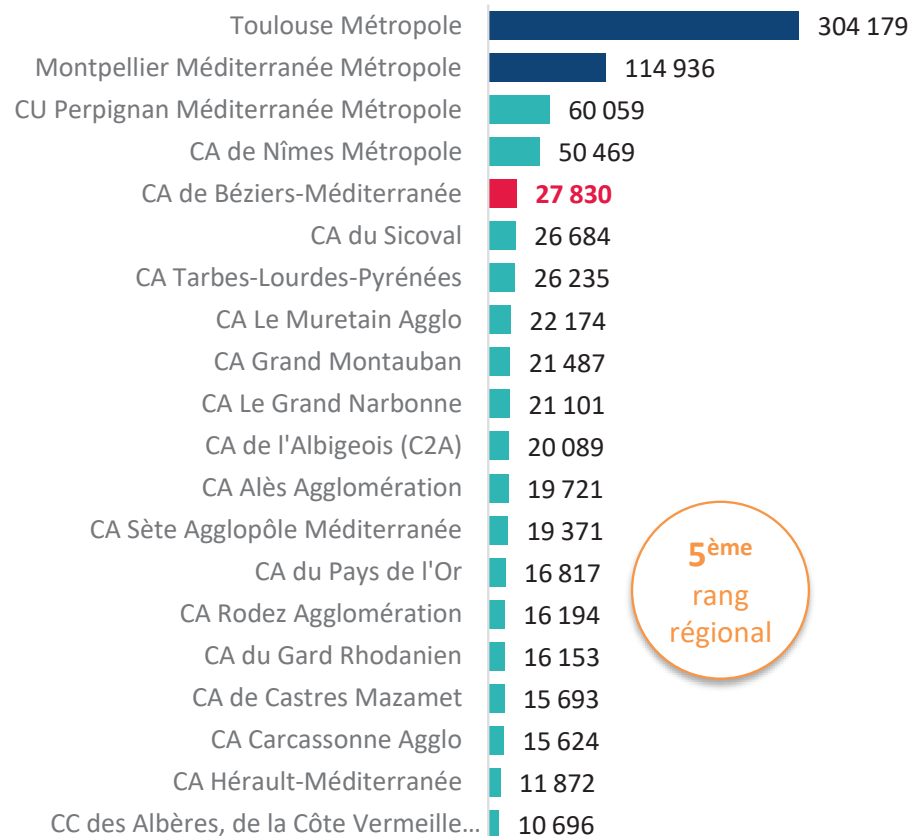 Toulouse Métropole 304 179
Montpellier Méditerranée Métropole 114 936
CU Perpignan Méditerranée Métropole 60 059
CA de Nîmes Métropole 50 469
CA de Béziers-Méditerranée 27 830
CA du Sicoval 26 684
CA Tarbes-Lourdes-Pyrénées 26 235
CA Le Muretain Agglo 22 174
CA Grand Montauban 21 487
CA Le Grand Narbonne 21 101
CA de l'Albigeois (C2A) 20 089
CA Alès Agglomération 19 721
CA Sète Agglopôle Méditerranée 19 371
CA du Pays de l'Or 16 817
CA Rodez Agglomération 16 194
CA du Gard Rhodanien 16 153
CA de Castres Mazamet 15 693
CA Carcassonne Agglo 15 624
CA Hérault-Méditerranée 11 872
CC des Albères, de la Côte Vermeille... 10 696
5ème
rang
régional